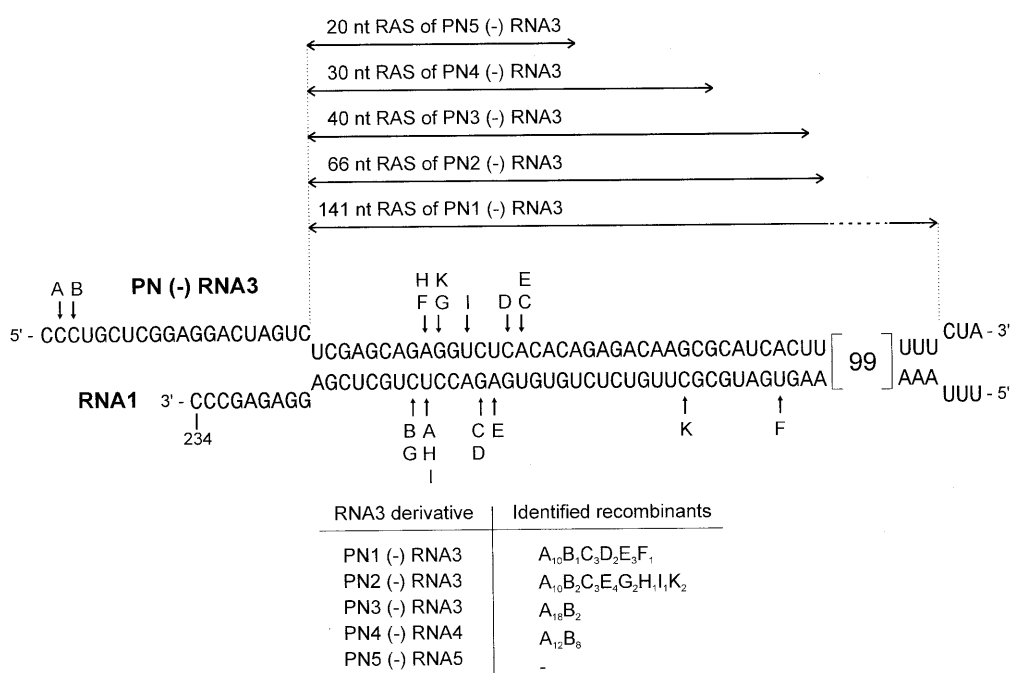 20 nt RAS of PN5 (-) RNA3
30 nt RAS of PN4 (-) RNA3
40 nt RAS of PN3 (-) RNA3
66 nt RAS of PN2 (-) RNA3
141 nt RAS of PN1 (-) RNA3
H K E
A B PN (-) RNA3 F G I D C
5' - CCCUGCUCGGAGGACUAGUC CUA - 3'
UCGAGCAGAGGUCUCACACAGAGACAAGCGCAUCACUU [ 99 ] UUU
AGCUCGUCUCCAGAGUGUGUCUCUGUUCGCGUAGUGAA AAA
RNA1 3' - CCCGAGAGG UUU - 5'
234
B A C E K F
G H D
I
RNA3 derivative Identified recombinants
PN1 (-) RNA3 A₁₀B₁C₃D₂E₃F₁
PN2 (-) RNA3 A₁₀B₂C₃E₄G₂H₁I₁K₂
PN3 (-) RNA3 A₁₈B₂
PN4 (-) RNA4 A₁₂B₈
PN5 (-) RNA5 -